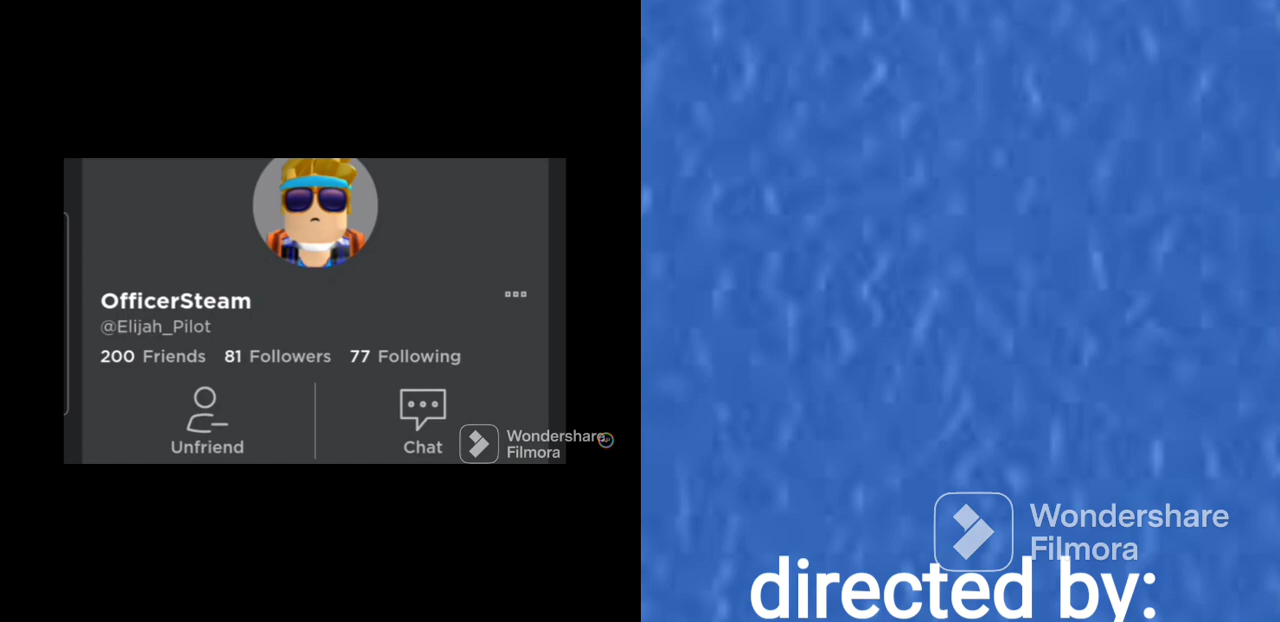 OfficerSteam
@Elijah_Pilot
200 Friends 81 Followers 77 Following
Unfriend
Chat
Wondershare
Filmora
Wondershare
Filmora
directed by: